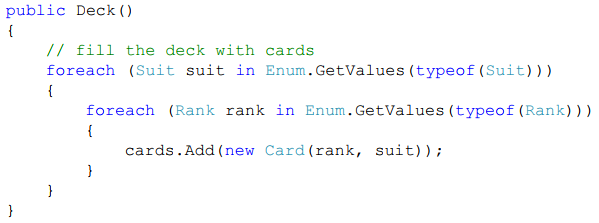 public Deck()
{
    // fill the deck with cards
    foreach (Suit suit in Enum.GetValues(typeof(Suit)))
    {
        foreach (Rank rank in Enum.GetValues(typeof(Rank)))
        {
            cards.Add(new Card(rank, suit));
        }
    }
}